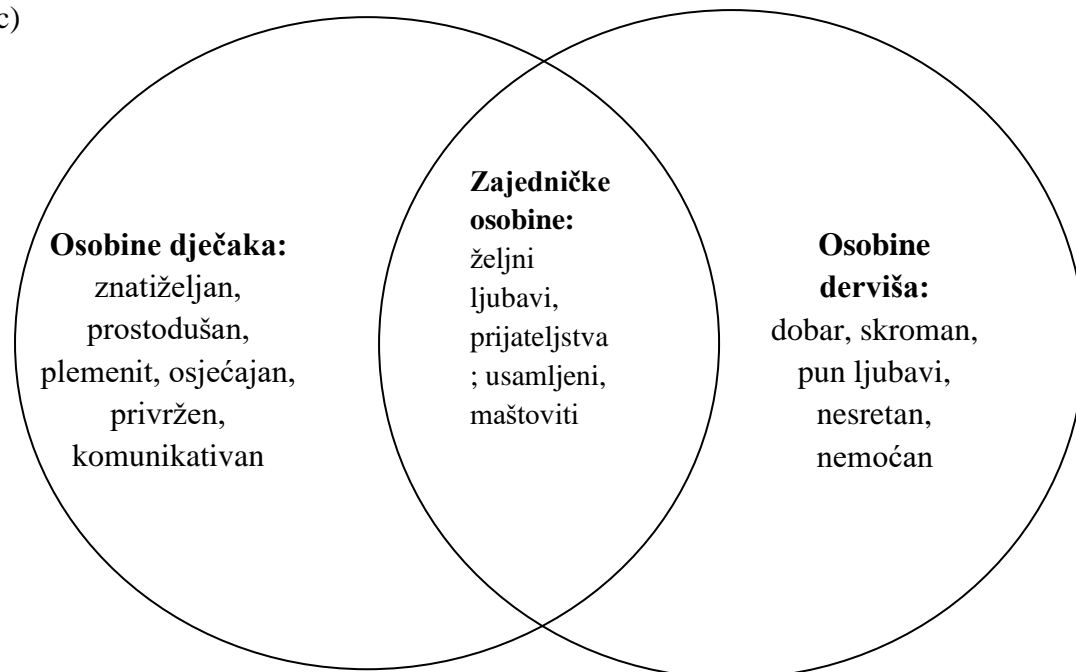 c)
Osobine dječaka:
znatiželjan,
prostodušan,
plemenit, osjećajan,
privržen,
komunikativan
Zajedničke
osobine:
željni
ljubavi,
prijateljstva
; usamljeni,
maštoviti
Osobine
derviša:
dobar, skroman,
pun ljubavi,
nesretan,
nemoćan